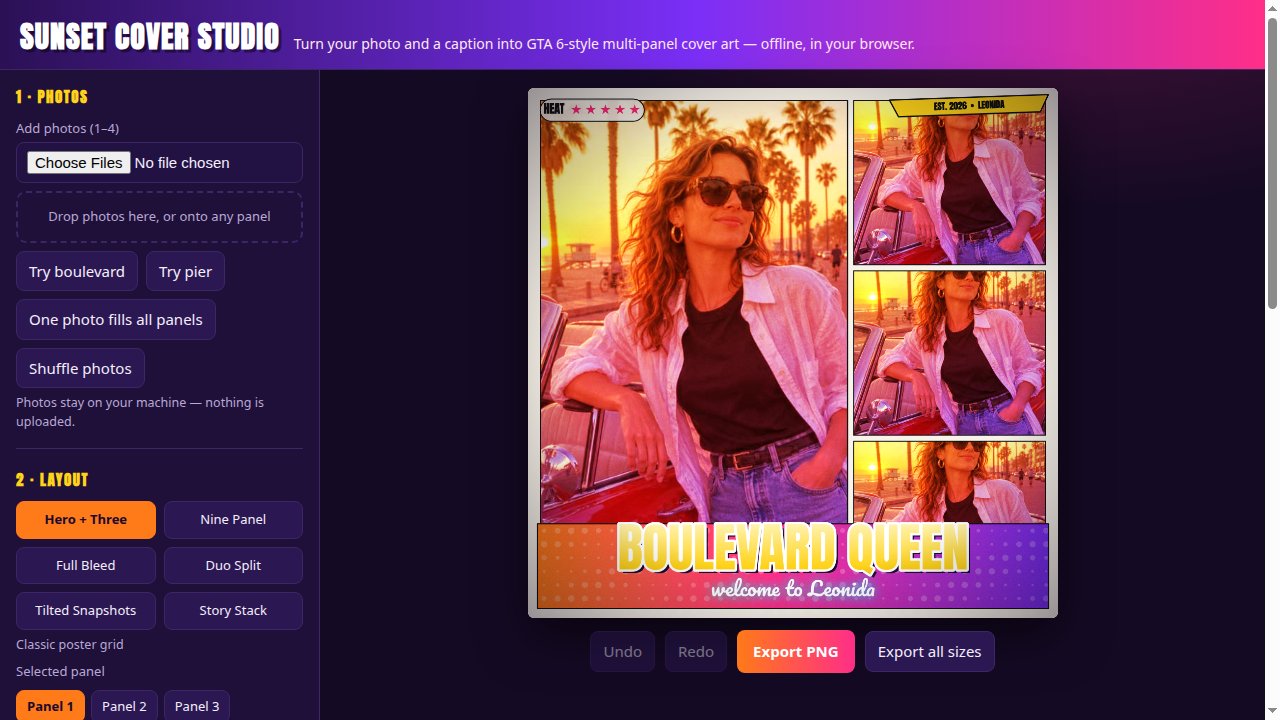 SUNSET COVER STUDIO
Turn your photo and a caption into GTA 6-style multi-panel cover art — offline, in your browser.
1 · PHOTOS
Add photos (1–4)
Choose Files No file chosen
Drop photos here, or onto any panel
Try boulevard
Try pier
One photo fills all panels
Shuffle photos
Photos stay on your machine — nothing is
uploaded.
2 · LAYOUT
Hero + Three
Nine Panel
Full Bleed
Duo Split
Tilted Snapshots
Story Stack
Classic poster grid
Selected panel
Panel 1
Panel 2
Panel 3
HEAT ★ ★ ★ ★ ★
EST. 2026 • LEONIDA
BOULEVARD QUEEN
welcome to Leonida
Undo
Redo
Export PNG
Export all sizes